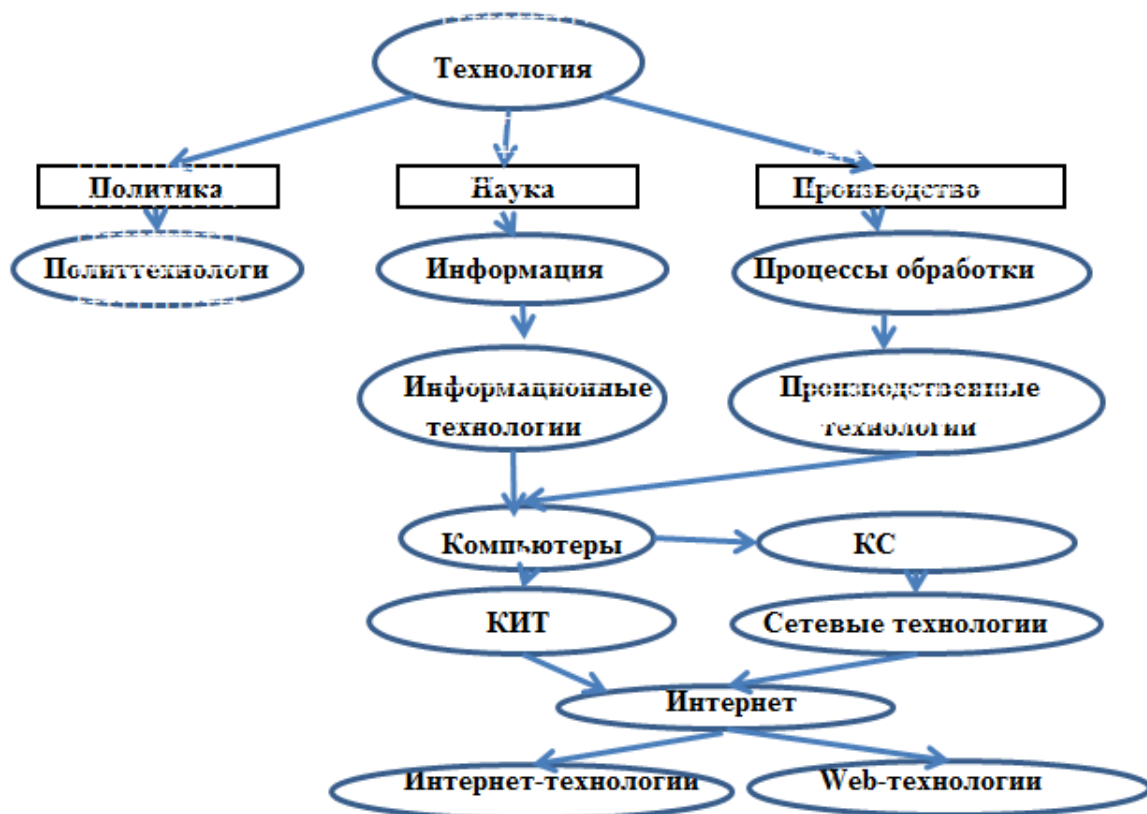 Технология
Политика
Наука
Производство
Политтехнологи
Информация
Процессы обработки
Информационные
технологии
Производственные
технологии
Компьютеры
КС
КИТ
Сетевые технологии
Интернет
Интернет-технологии
Web-технологии